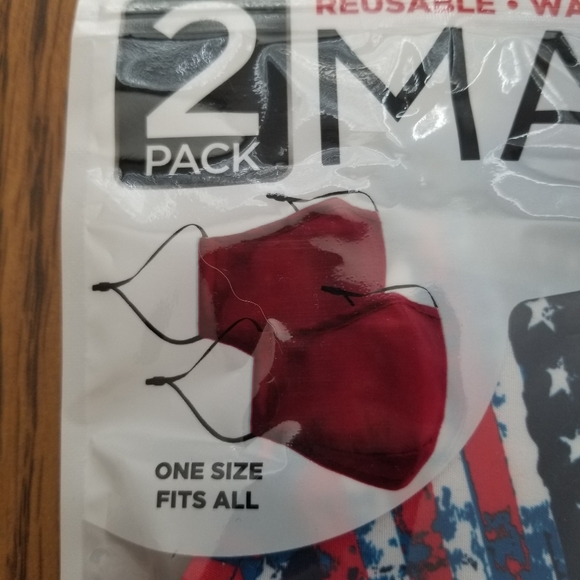 REUSABLE • WA
2
PACK
MA
ONE SIZE
FITS ALL